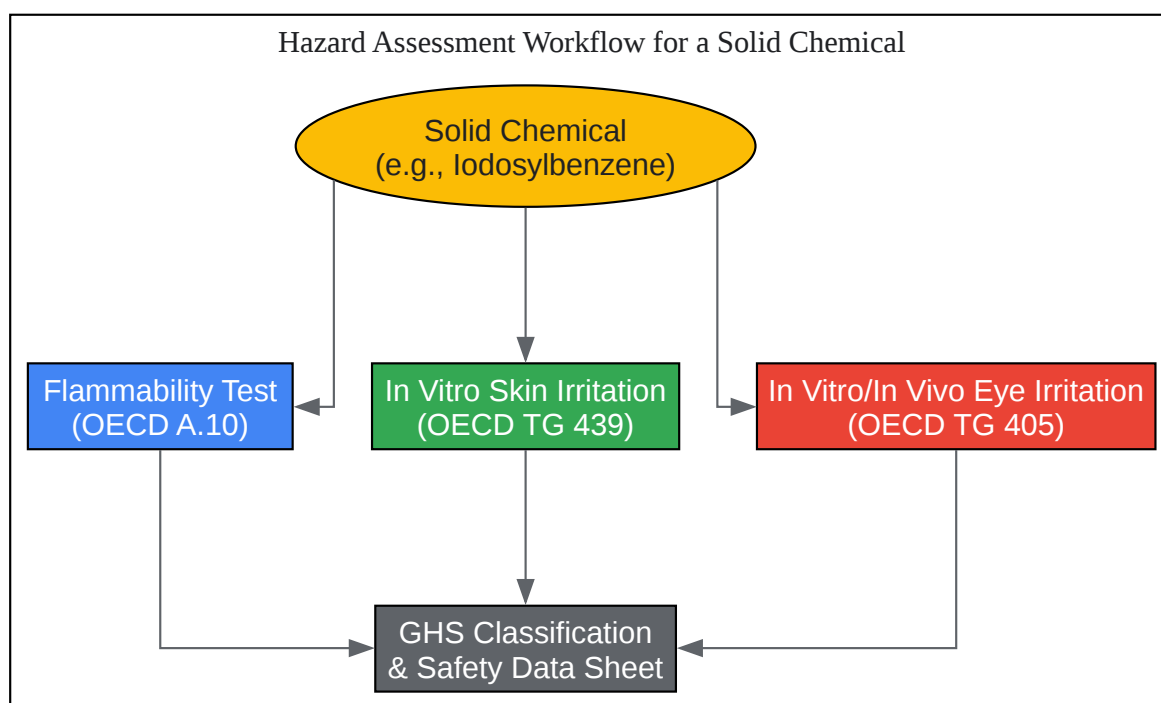 Hazard Assessment Workflow for a Solid Chemical
Solid Chemical
(e.g., Iodosylbenzene)
Flammability Test
(OECD A.10)
In Vitro Skin Irritation
(OECD TG 439)
In Vitro/In Vivo Eye Irritation
(OECD TG 405)
GHS Classification
& Safety Data Sheet